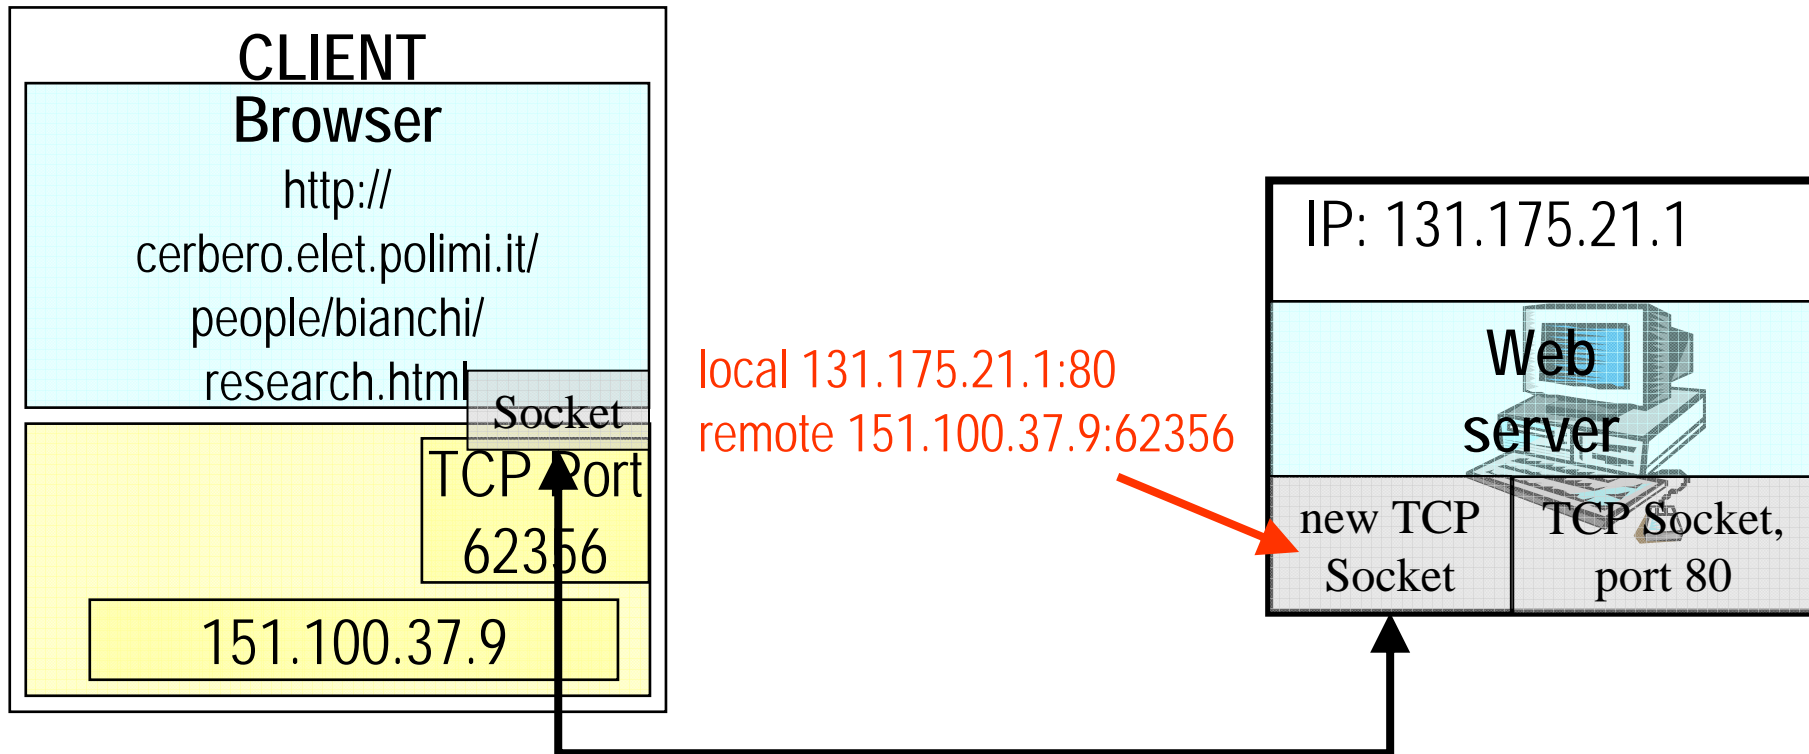 CLIENT
Browser
http://
cerbero.elet.polimi.it/
people/bianchi/
research.html
Socket
TCP Port
62356
151.100.37.9
local 131.175.21.1:80
remote 151.100.37.9:62356
IP: 131.175.21.1
Web
server
new TCP
Socket
TCP Socket,
port 80